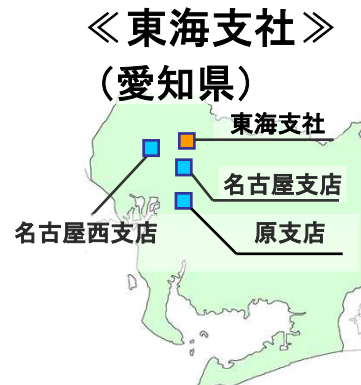 ≪東海支社≫
（愛知県）
東海支社
名古屋支店
名古屋西支店
原支店